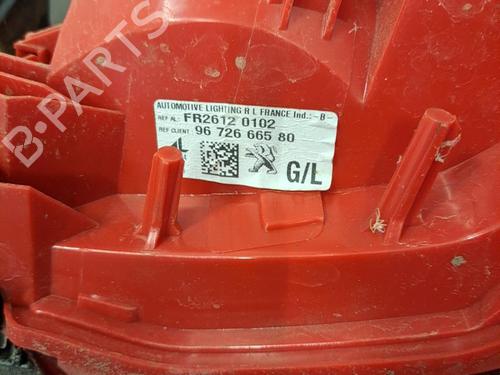 AUTOMOTIVE LIGHTING R L FRANCE Ind.: -B-
REF AL: FR2612 0102
REF CLIENT: 96 726 665 80
G/L
B-PARTS